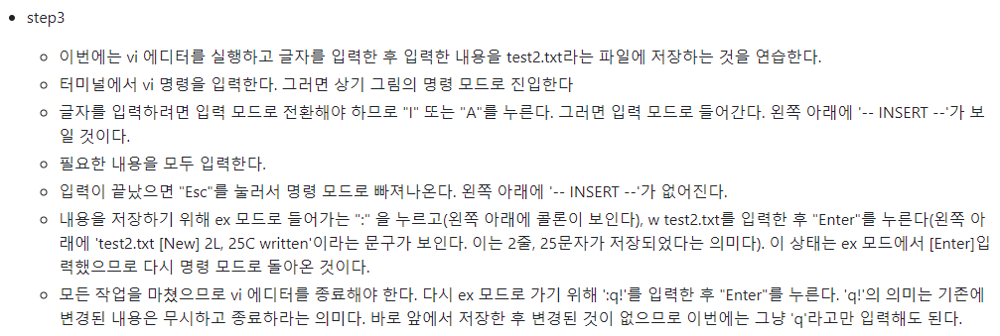 step3
이번에는 vi 에디터를 실행하고 글자를 입력한 후 입력한 내용을 test2.txt라는 파일에 저장하는 것을 연습한다.
터미널에서 vi 명령을 입력한다. 그러면 상기 그림의 명령 모드로 진입한다
글자를 입력하려면 입력 모드로 전환해야 하므로 "I" 또는 "A"를 누른다. 그러면 입력 모드로 들어간다. 왼쪽 아래에 '-- INSERT --'가 보
일 것이다.
필요한 내용을 모두 입력한다.
입력이 끝났으면 "Esc"를 눌러서 명령 모드로 빠져나온다. 왼쪽 아래에 '-- INSERT --'가 없어진다.
내용을 저장하기 위해 ex 모드로 들어가는 ":" 을 누르고(왼쪽 아래에 콜론이 보인다), w test2.txt를 입력한 후 "Enter"를 누른다(왼쪽 아
래에 'test2.txt [New] 2L, 25C written'이라는 문구가 보인다. 이는 2줄, 25문자가 저장되었다는 의미다). 이 상태는 ex 모드에서 [Enter]입
력했으므로 다시 명령 모드로 돌아온 것이다.
모든 작업을 마쳤으므로 vi 에디터를 종료해야 한다. 다시 ex 모드로 가기 위해 ':q!'를 입력한 후 "Enter"를 누른다. 'q!'의 의미는 기존에
변경된 내용은 무시하고 종료하라는 의미다. 바로 앞에서 저장한 후 변경된 것이 없으므로 이번에는 그냥 'q'라고만 입력해도 된다.